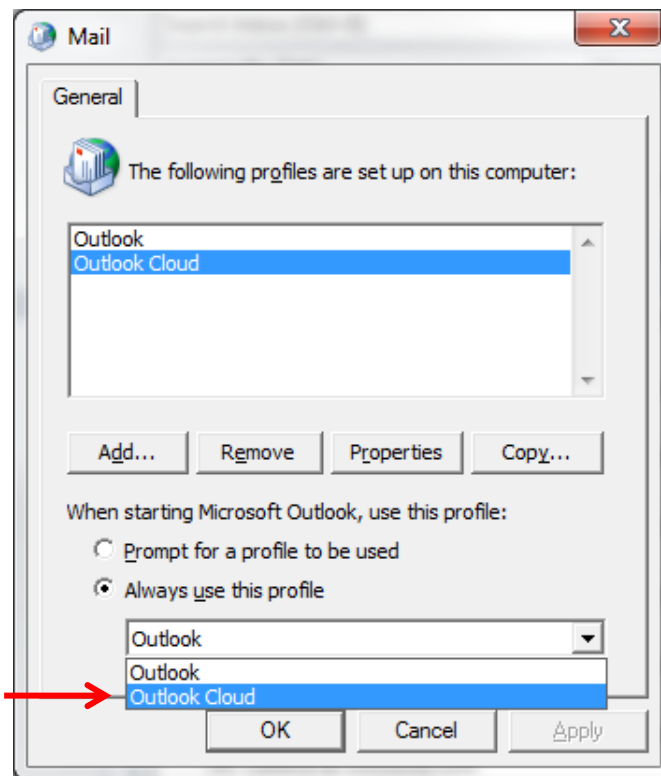 Mail
General
The following profiles are set up on this computer:
Outlook
Outlook Cloud
Add...
Remove
Properties
Copy...
When starting Microsoft Outlook, use this profile:
Prompt for a profile to be used
Always use this profile
Outlook
Outlook
Outlook Cloud
OK
Cancel
Apply